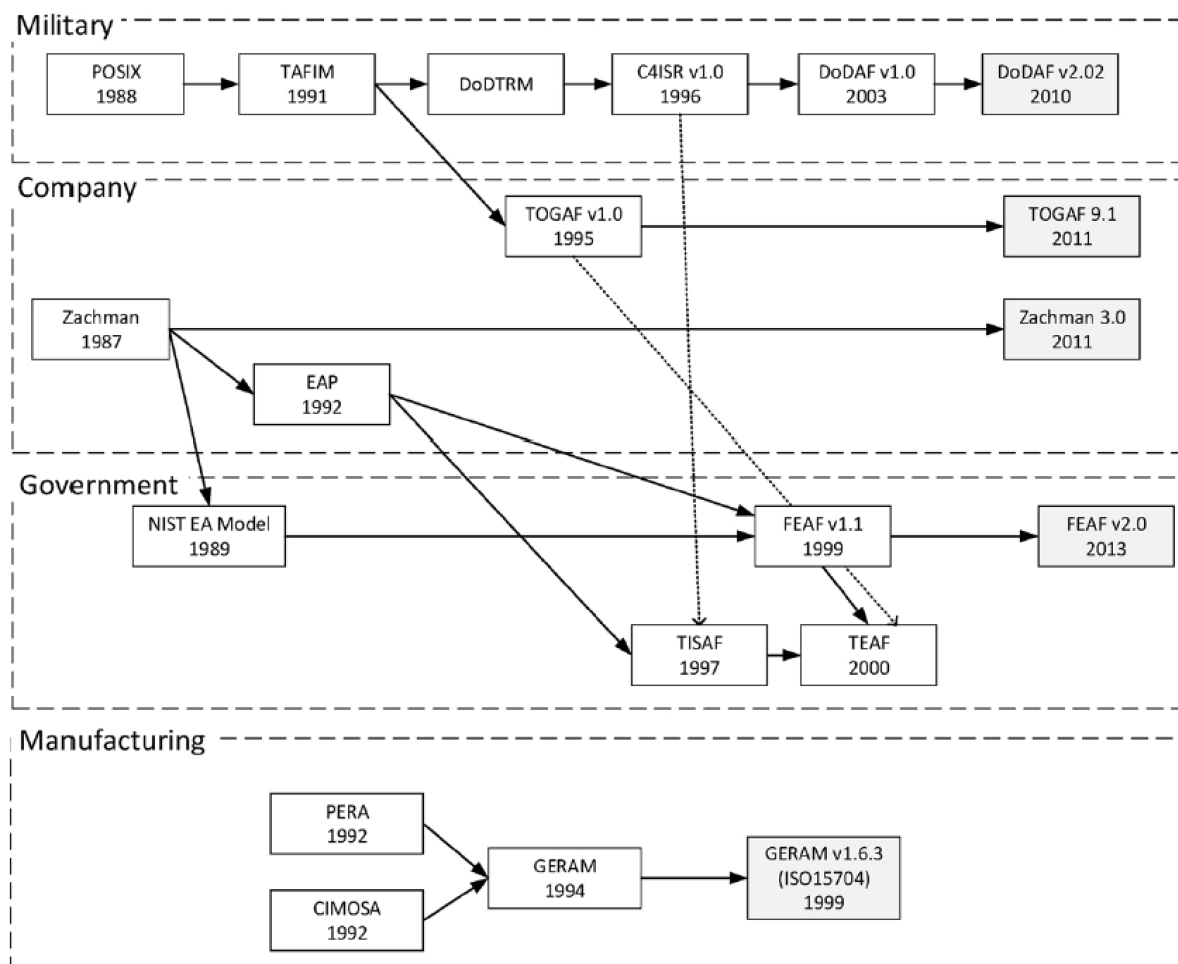 Military
POSIX
1988
TAFIM
1991
DoDTRM
C4ISR v1.0
1996
DoDAF v1.0
2003
DoDAF v2.02
2010
Company
TOGAF v1.0
1995
TOGAF 9.1
2011
Zachman
1987
Zachman 3.0
2011
EAP
1992
Government
NIST EA Model
1989
FEAF v1.1
1999
FEAF v2.0
2013
TISAF
1997
TEAF
2000
Manufacturing
PERA
1992
GERAM
1994
GERAM v1.6.3
(ISO15704)
1999
CIMOSA
1992